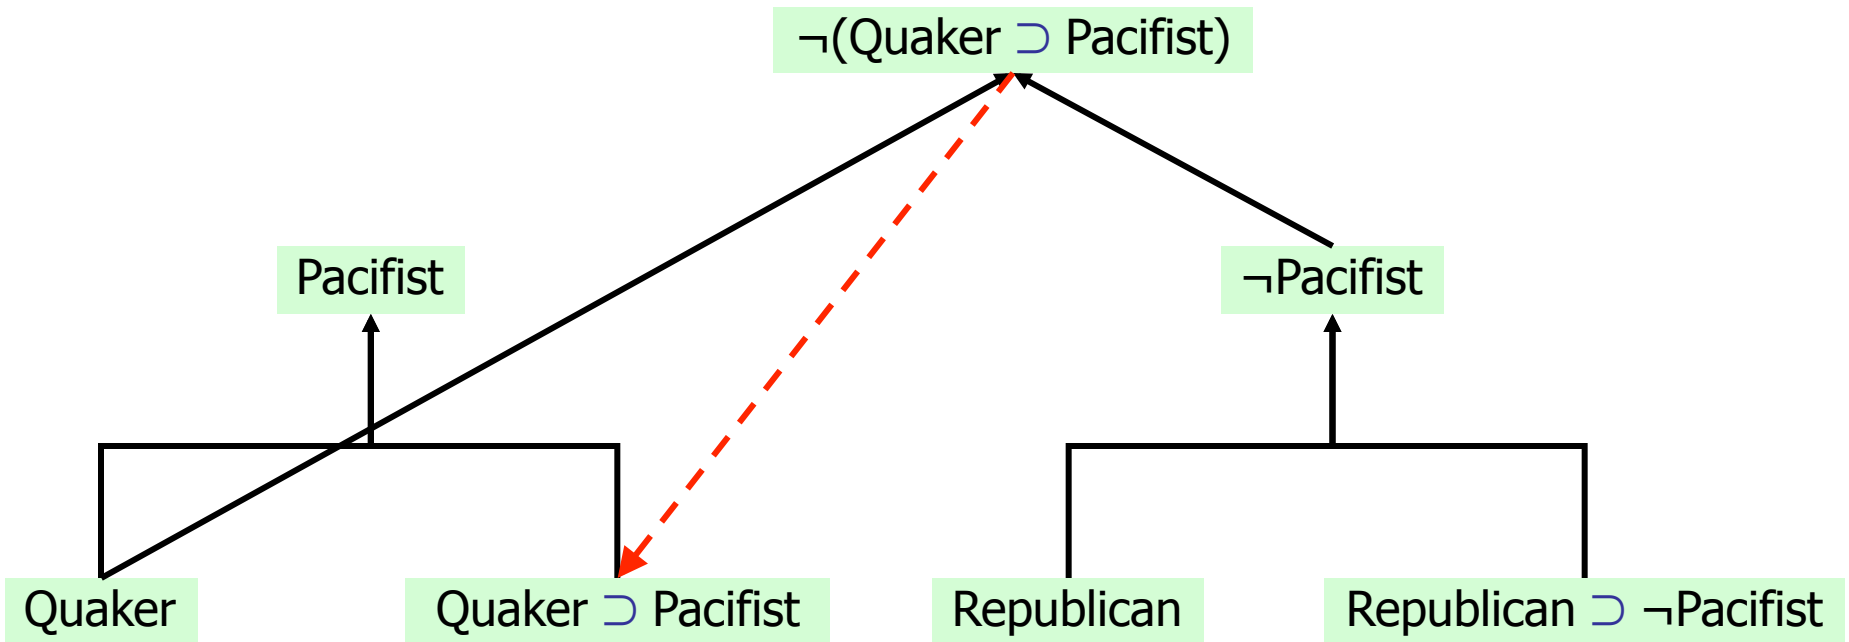 ¬(Quaker ⊃ Pacifist)
Pacifist
¬Pacifist
Quaker
Quaker ⊃ Pacifist
Republican
Republican ⊃ ¬Pacifist